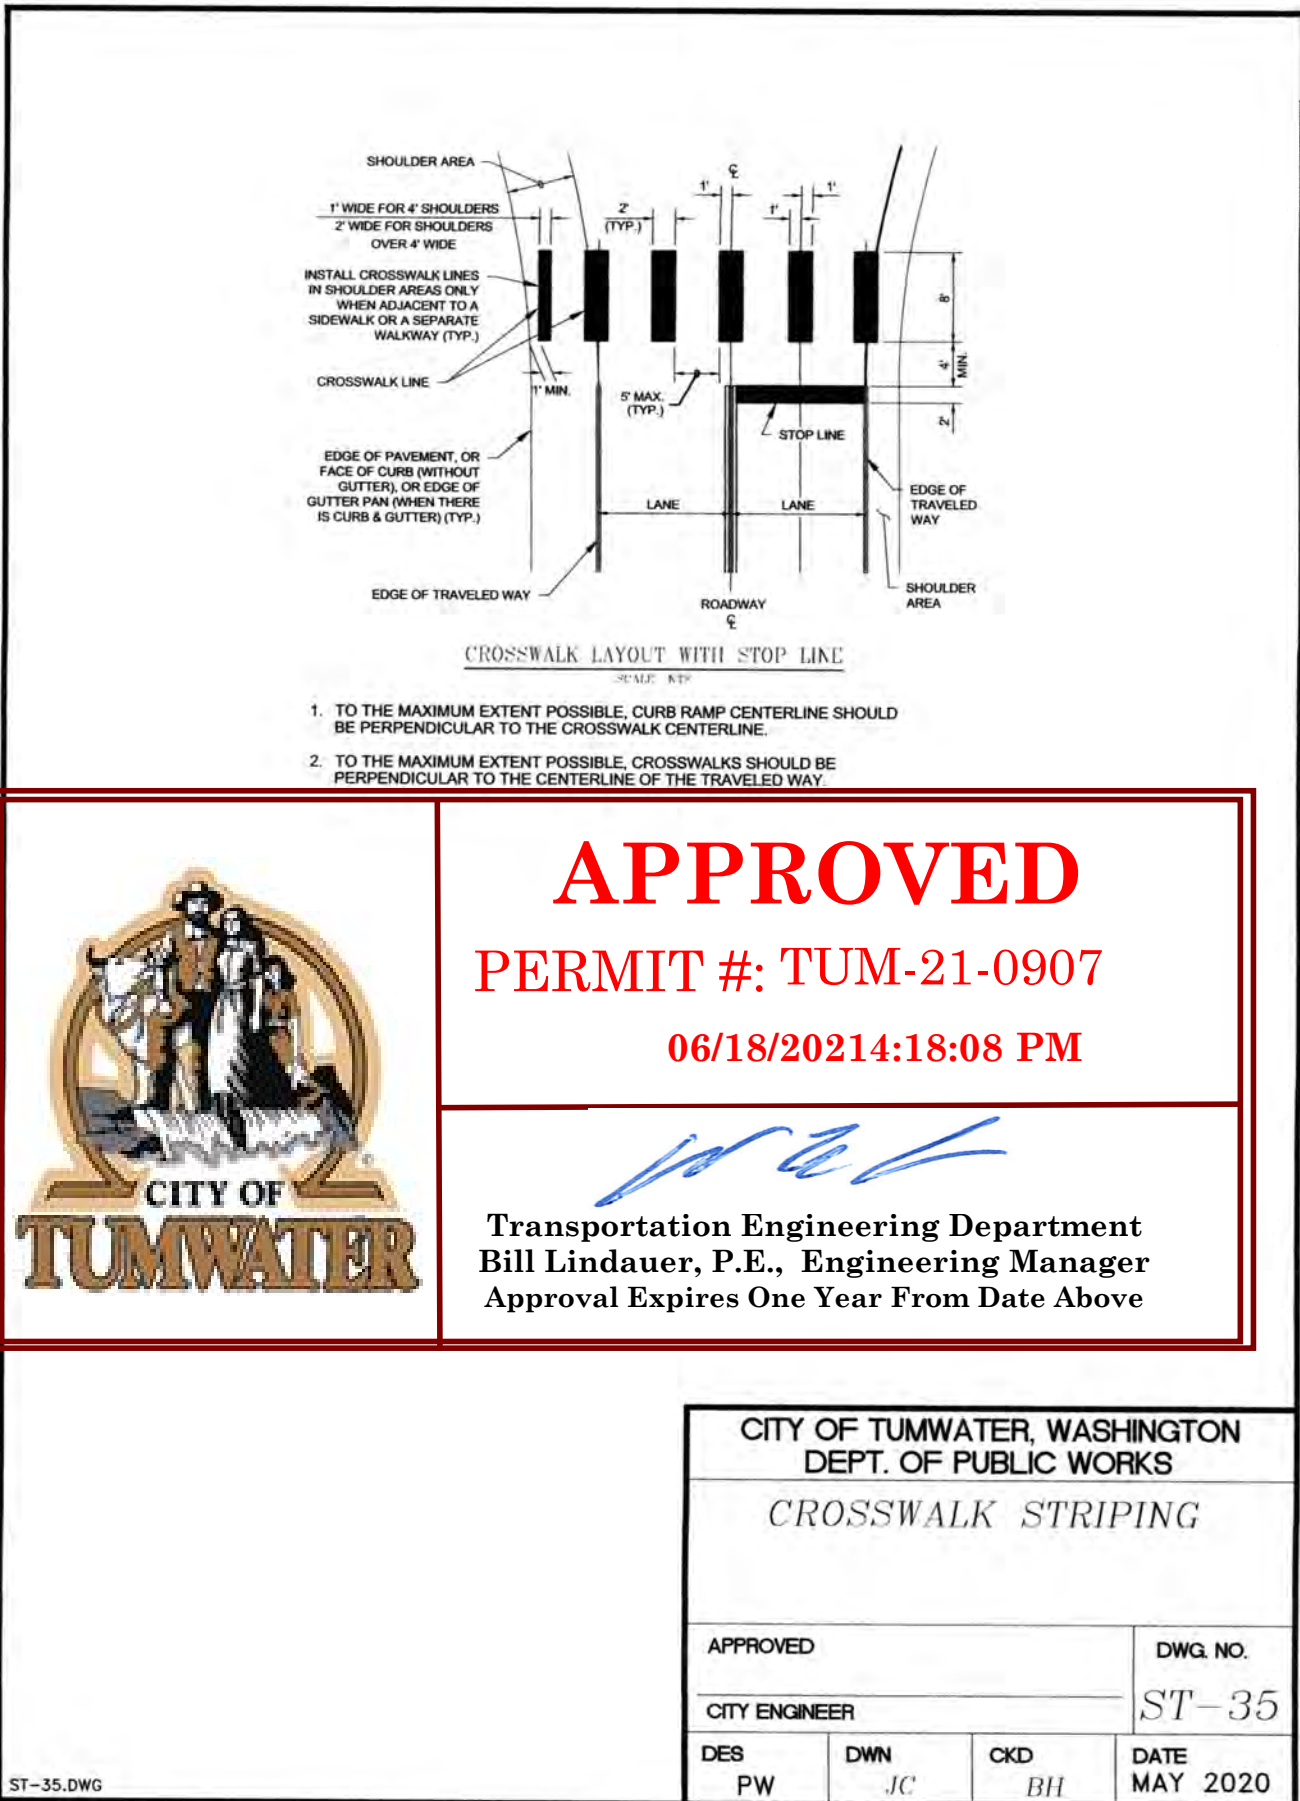 SHOULDER AREA
1' WIDE FOR 4' SHOULDERS
2' WIDE FOR SHOULDERS
OVER 4' WIDE
INSTALL CROSSWALK LINES
IN SHOULDER AREAS ONLY
WHEN ADJACENT TO A
SIDEWALK OR A SEPARATE
WALKWAY (TYP.)
CROSSWALK LINE
2'
(TYP.)
1'
℄
1'
1'
8'
4'
MIN.
2'
1' MIN.
5' MAX.
(TYP.)
STOP LINE
EDGE OF PAVEMENT, OR
FACE OF CURB (WITHOUT
GUTTER), OR EDGE OF
GUTTER PAN (WHEN THERE
IS CURB & GUTTER) (TYP.)
LANE
LANE
EDGE OF
TRAVELED
WAY
EDGE OF TRAVELED WAY
ROADWAY
℄
SHOULDER
AREA
CROSSWALK LAYOUT WITH STOP LINE
SCALE NTS
1. TO THE MAXIMUM EXTENT POSSIBLE, CURB RAMP CENTERLINE SHOULD
BE PERPENDICULAR TO THE CROSSWALK CENTERLINE.
2. TO THE MAXIMUM EXTENT POSSIBLE, CROSSWALKS SHOULD BE
PERPENDICULAR TO THE CENTERLINE OF THE TRAVELED WAY.
CITY OF
TUMWATER
©
APPROVED
PERMIT #: TUM-21-0907
06/18/20214:18:08 PM
Transportation Engineering Department
Bill Lindauer, P.E., Engineering Manager
Approval Expires One Year From Date Above
CITY OF TUMWATER, WASHINGTON
DEPT. OF PUBLIC WORKS
CROSSWALK STRIPING
APPROVED
CITY ENGINEER
DWG. NO.
ST-35
DES
PW
DWN
JC
CKD
BH
DATE
MAY 2020
ST-35.DWG